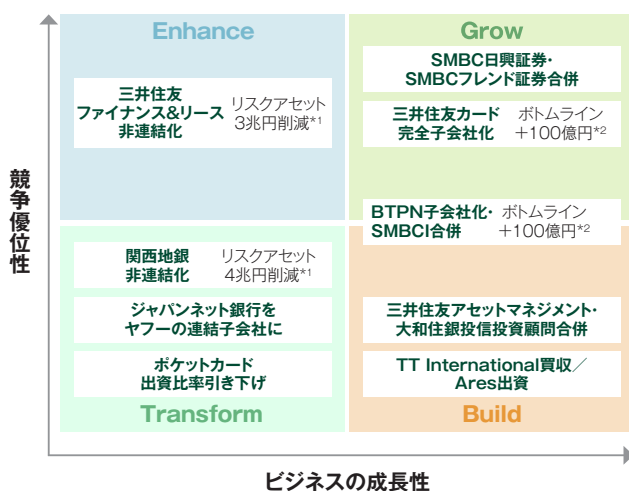 Enhance
三井住友
ファイナンス&リース
非連結化
リスクアセット
3兆円削減*1
Grow
SMBC日興証券・
SMBCフレンド証券合併
三井住友カード
完全子会社化
ボトムライン
+100億円*2
BTPN子会社化・
SMBCI合併
ボトムライン
+100億円*2
関西地銀
非連結化
リスクアセット
4兆円削減*1
ジャパンネット銀行を
ヤフーの連結子会社に
ポケットカード
出資比率引き下げ
Transform
三井住友アセットマネジメント・
大和住銀投信投資顧問合併
TT International買収/
Ares出資
Build
競争優位性
ビジネスの成長性